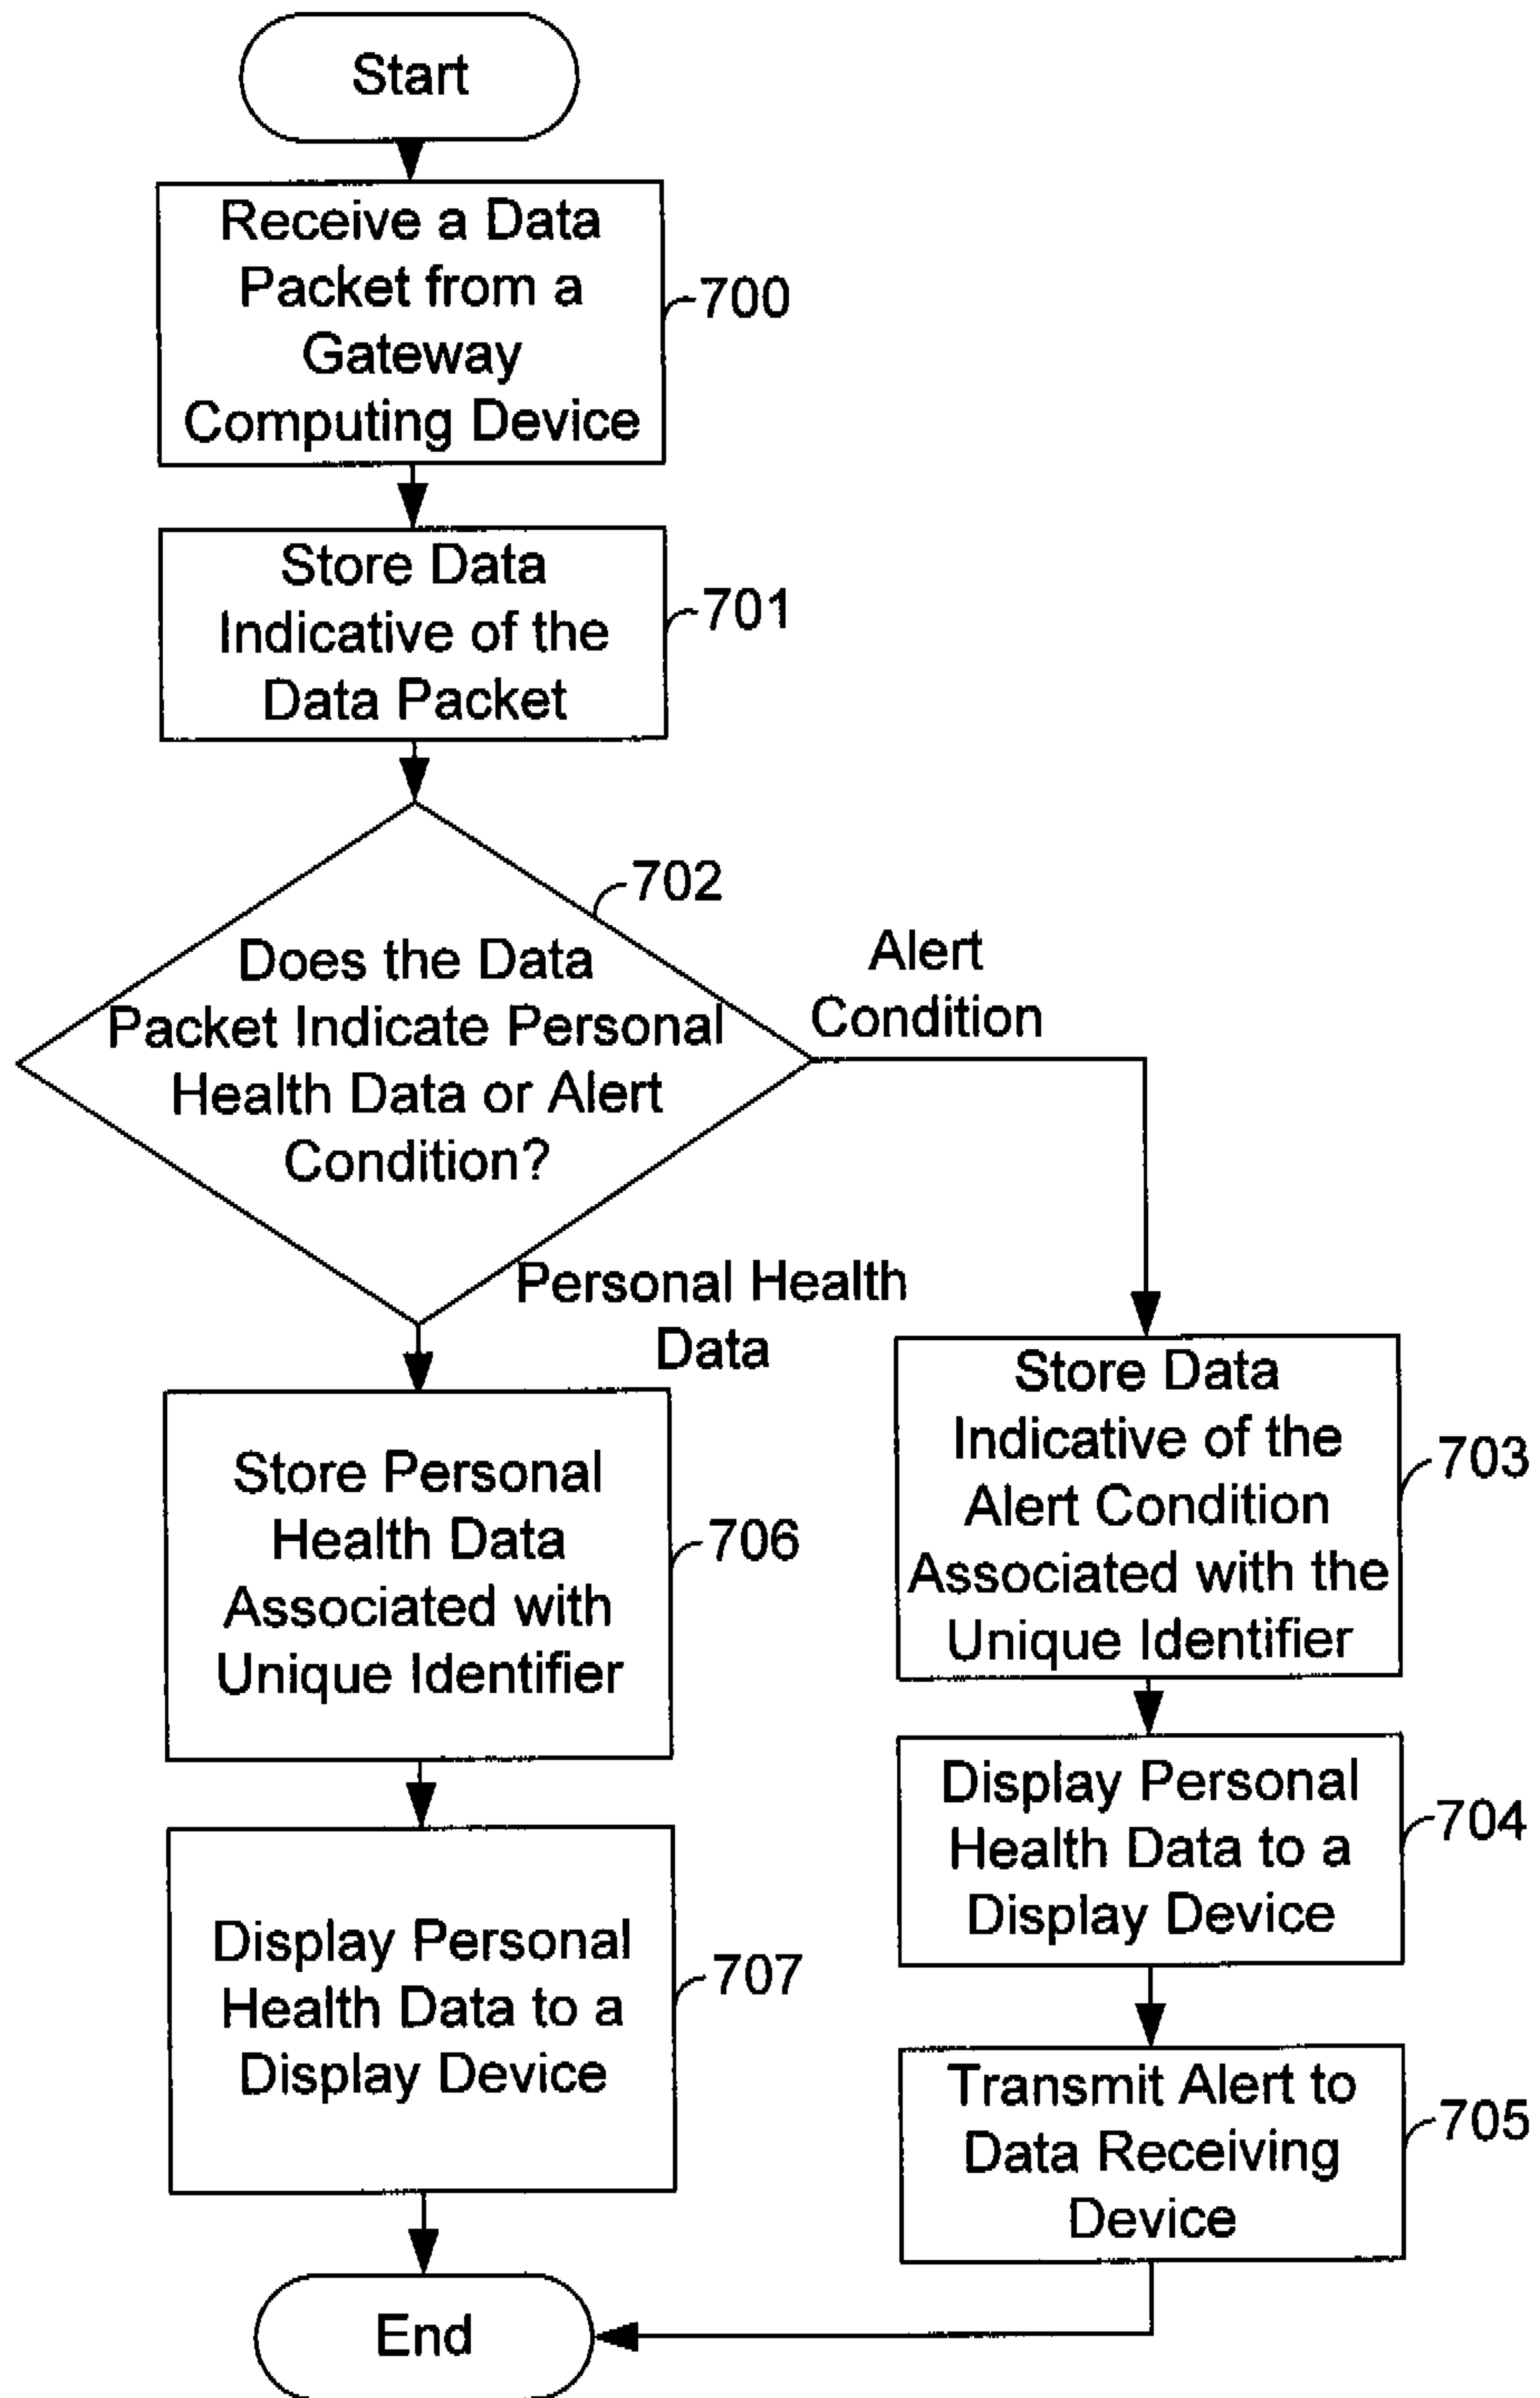 Start
Receive a Data
Packet from a
Gateway
Computing Device
700
Store Data
Indicative of the
Data Packet
701
702
Does the Data
Packet Indicate Personal
Health Data or Alert
Condition?
Alert
Condition
Personal Health
Data
Store Personal
Health Data
Associated with
Unique Identifier
706
Display Personal
Health Data to a
Display Device
707
Store Data
Indicative of the
Alert Condition
Associated with the
Unique Identifier
703
Display Personal
Health Data to a
Display Device
704
Transmit Alert to
Data Receiving
Device
705
End